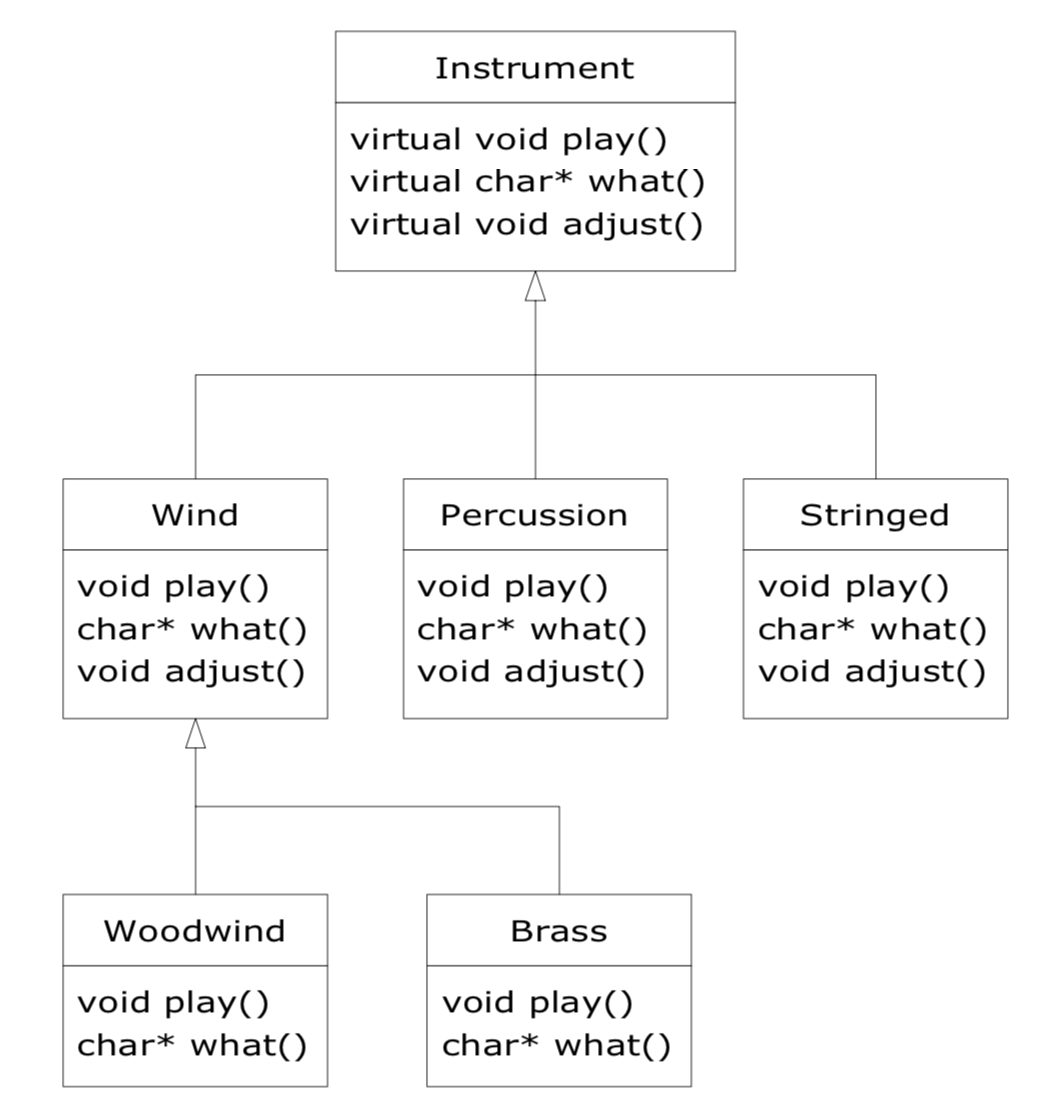 Instrument
virtual void play()
virtual char* what()
virtual void adjust()
Wind
void play()
char* what()
void adjust()
Percussion
void play()
char* what()
void adjust()
Stringed
void play()
char* what()
void adjust()
Woodwind
void play()
char* what()
Brass
void play()
char* what()